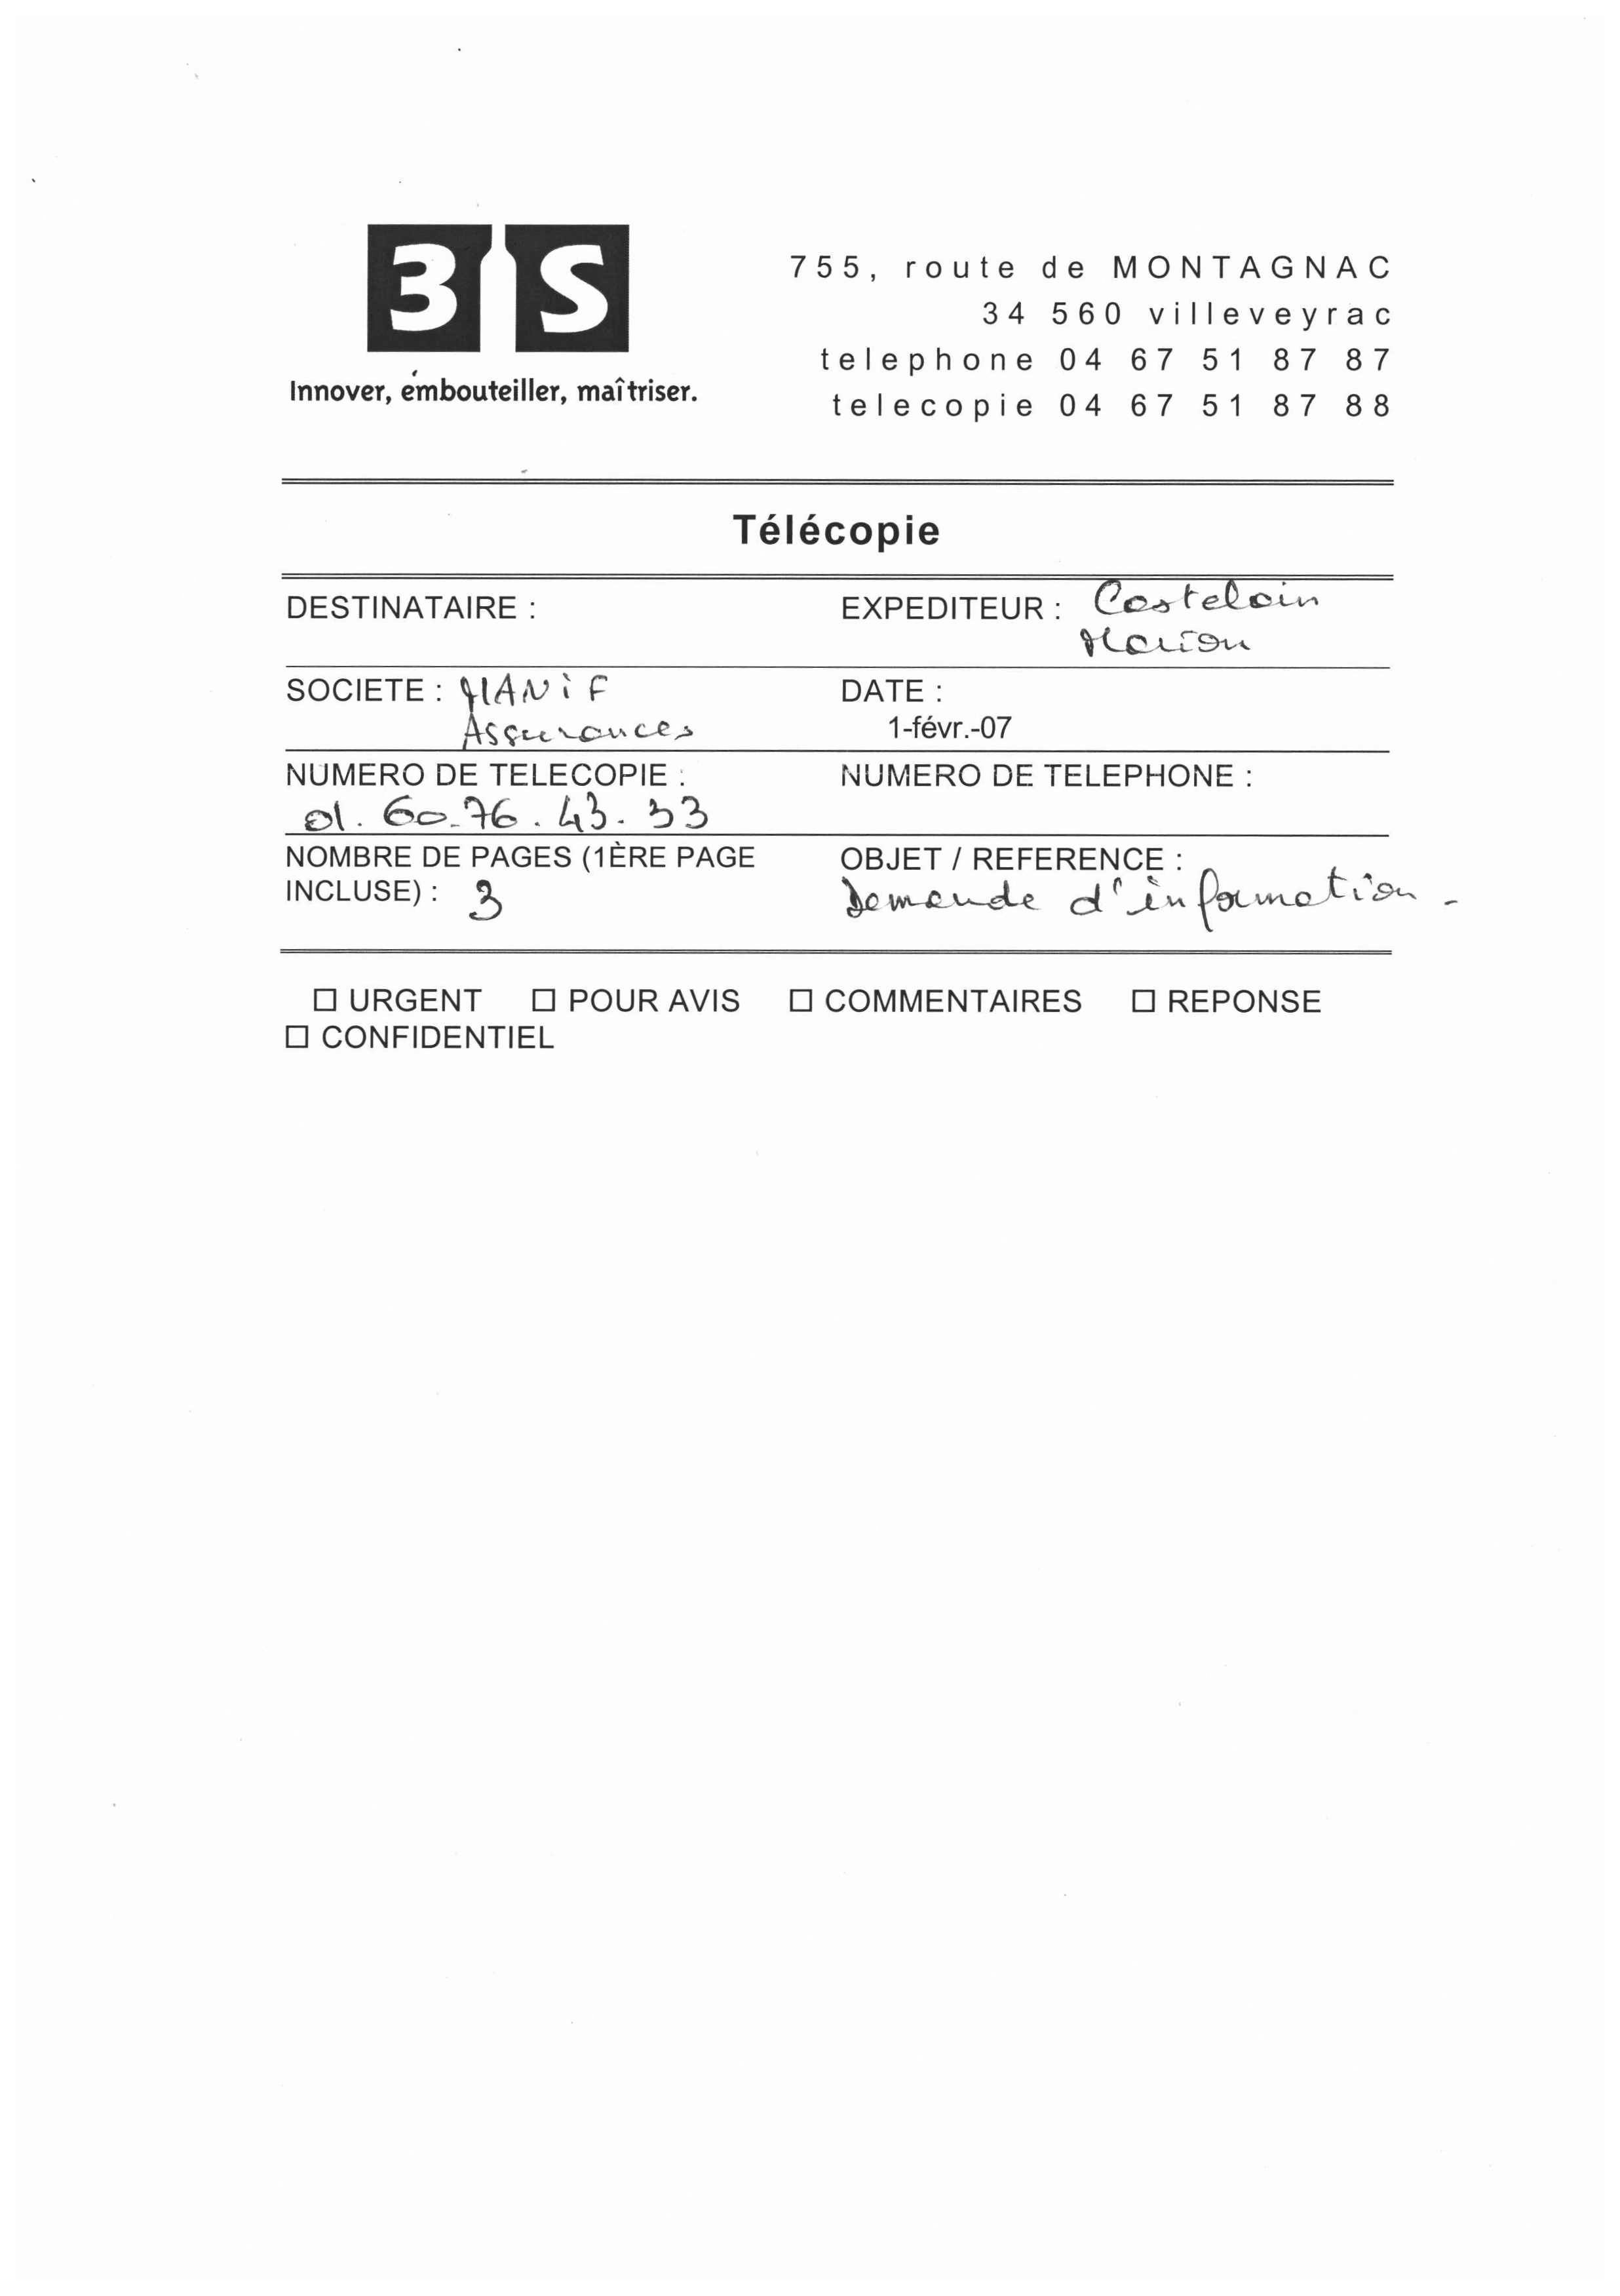 3 S
Innover, embouteiller, maîtriser.
755, route de MONTAGNAC
34 560 villeveyrac
telephone 04 67 51 87 87
telecopie 04 67 51 87 88
Télécopie
DESTINATAIRE :
EXPEDITEUR : Castelain
Marion
SOCIETE : MANiF
Assurances
DATE :
1-févr.-07
NUMERO DE TELECOPIE :
01. 60. 76. 43. 33
NUMERO DE TELEPHONE :
NOMBRE DE PAGES (1ÈRE PAGE
INCLUSE) : 3
OBJET / REFERENCE :
Demande d'information.
☐ URGENT ☐ POUR AVIS ☐ COMMENTAIRES ☐ REPONSE
☐ CONFIDENTIEL